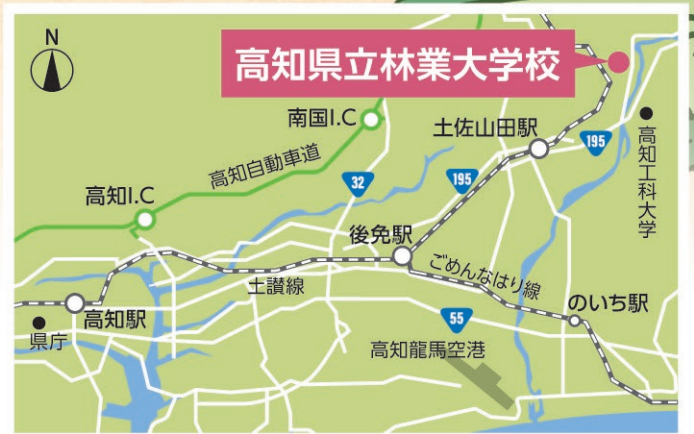 N
高知県立林業大学校
南国I.C
土佐山田駅
195
高知工科大学
高知自動車道
32
195
高知I.C
後免駅
ごめんなはり線
土讃線
のいち駅
高知駅
県庁
55
高知龍馬空港